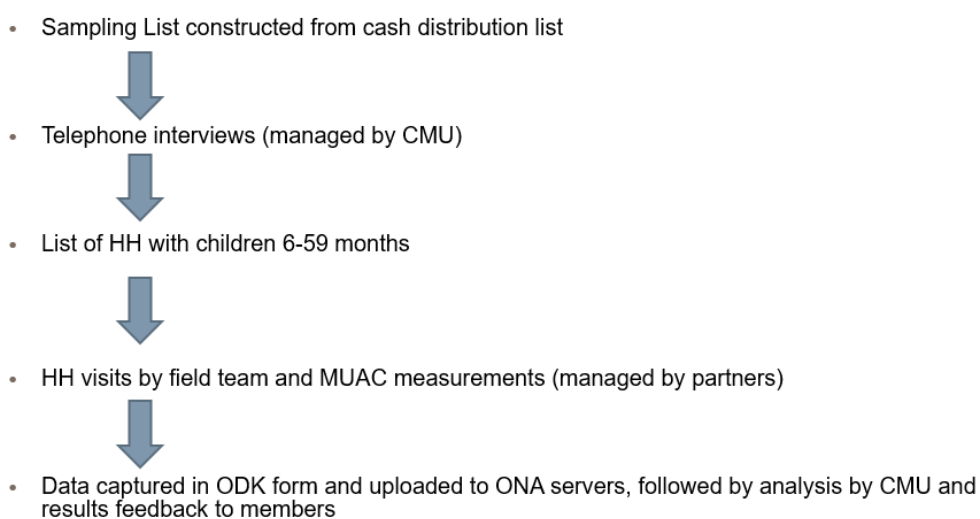 • Sampling List constructed from cash distribution list
• Telephone interviews (managed by CMU)
• List of HH with children 6-59 months
• HH visits by field team and MUAC measurements (managed by partners)
• Data captured in ODK form and uploaded to ONA servers, followed by analysis by CMU and
results feedback to members